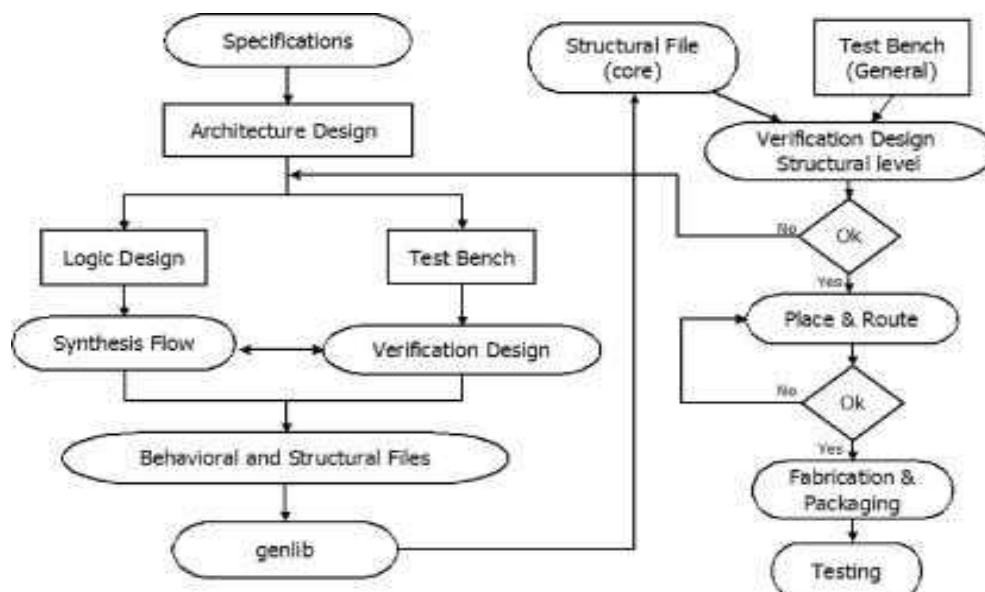 Specifications
Architecture Design
Logic Design
Test Bench
Synthesis Flow
Verification Design
Behavioral and Structural Files
genlib
Structural File
(core)
Test Bench
(General)
Verification Design
Structural level
No
Ok
Yes
Place & Route
No
Ok
Yes
Fabrication &
Packaging
Testing